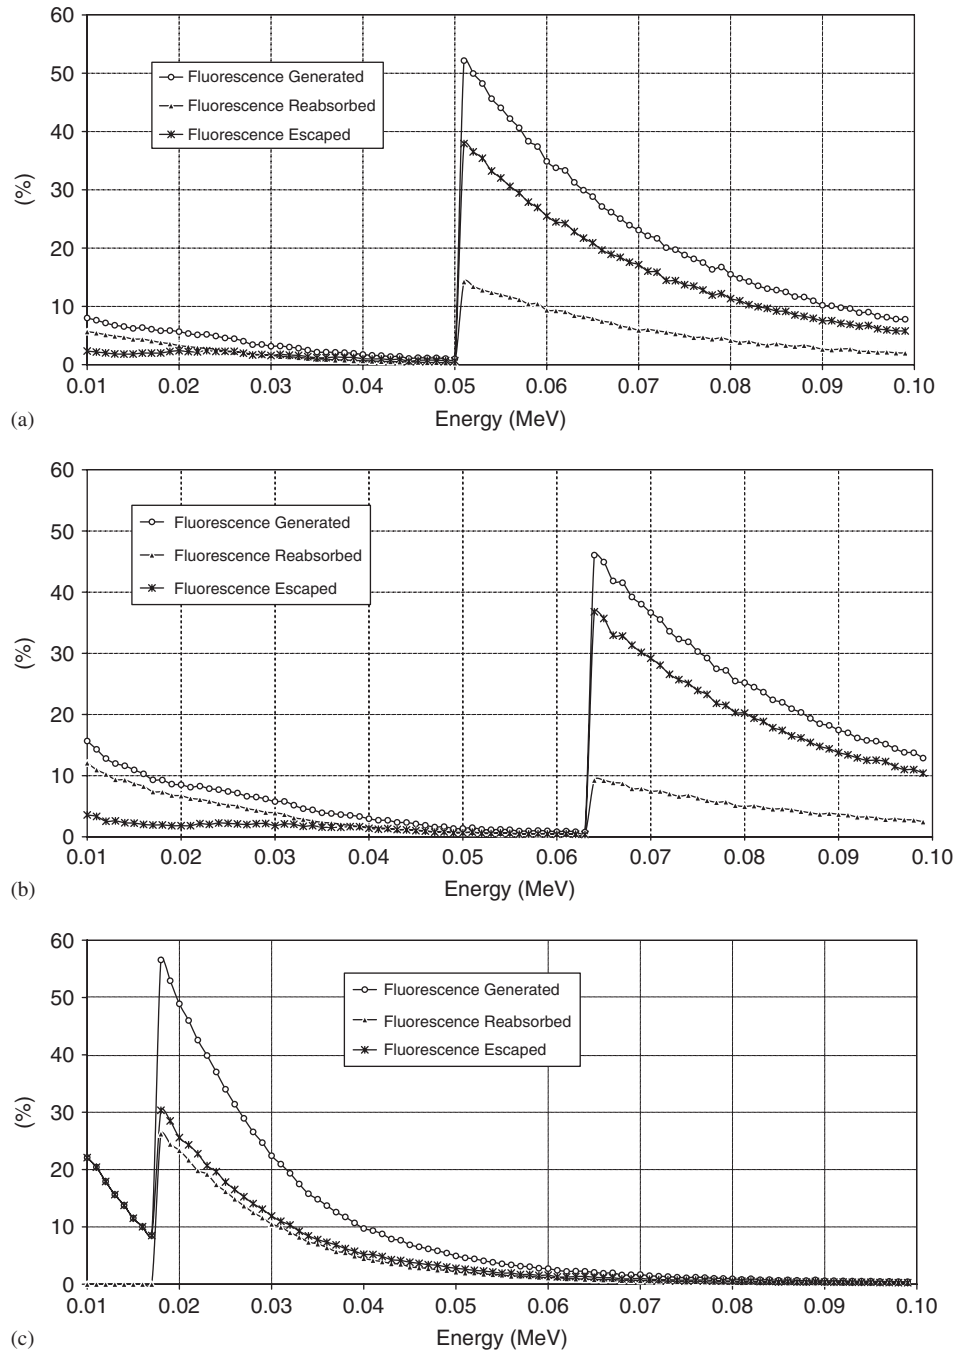 60
50
40
30
20
10
0
(%)
Fluorescence Generated
Fluorescence Reabsorbed
Fluorescence Escaped
0.01 0.02 0.03 0.04 0.05 0.06 0.07 0.08 0.09 0.10
(a)
Energy (MeV)
60
50
40
30
20
10
0
(%)
Fluorescence Generated
Fluorescence Reabsorbed
Fluorescence Escaped
0.01 0.02 0.03 0.04 0.05 0.06 0.07 0.08 0.09 0.10
(b)
Energy (MeV)
60
50
40
30
20
10
0
(%)
Fluorescence Generated
Fluorescence Reabsorbed
Fluorescence Escaped
0.01 0.02 0.03 0.04 0.05 0.06 0.07 0.08 0.09 0.10
(c)
Energy (MeV)